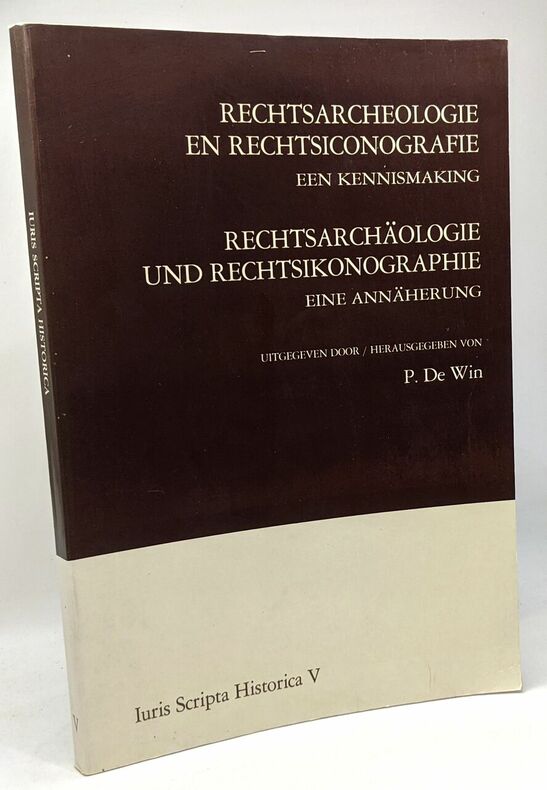 RECHTSARCHEOLOGIE
EN RECHTSICONOGRAFIE
EEN KENNISMAKING
RECHTSARCHÄOLOGIE
UND RECHTSIKONOGRAPHIE
EINE ANNÄHERUNG
UITGEGEVEN DOOR / HERAUSGEGEBEN VON
P. De Win
Iuris Scripta Historica V
IURIS SCRIPTA HISTORICA
V